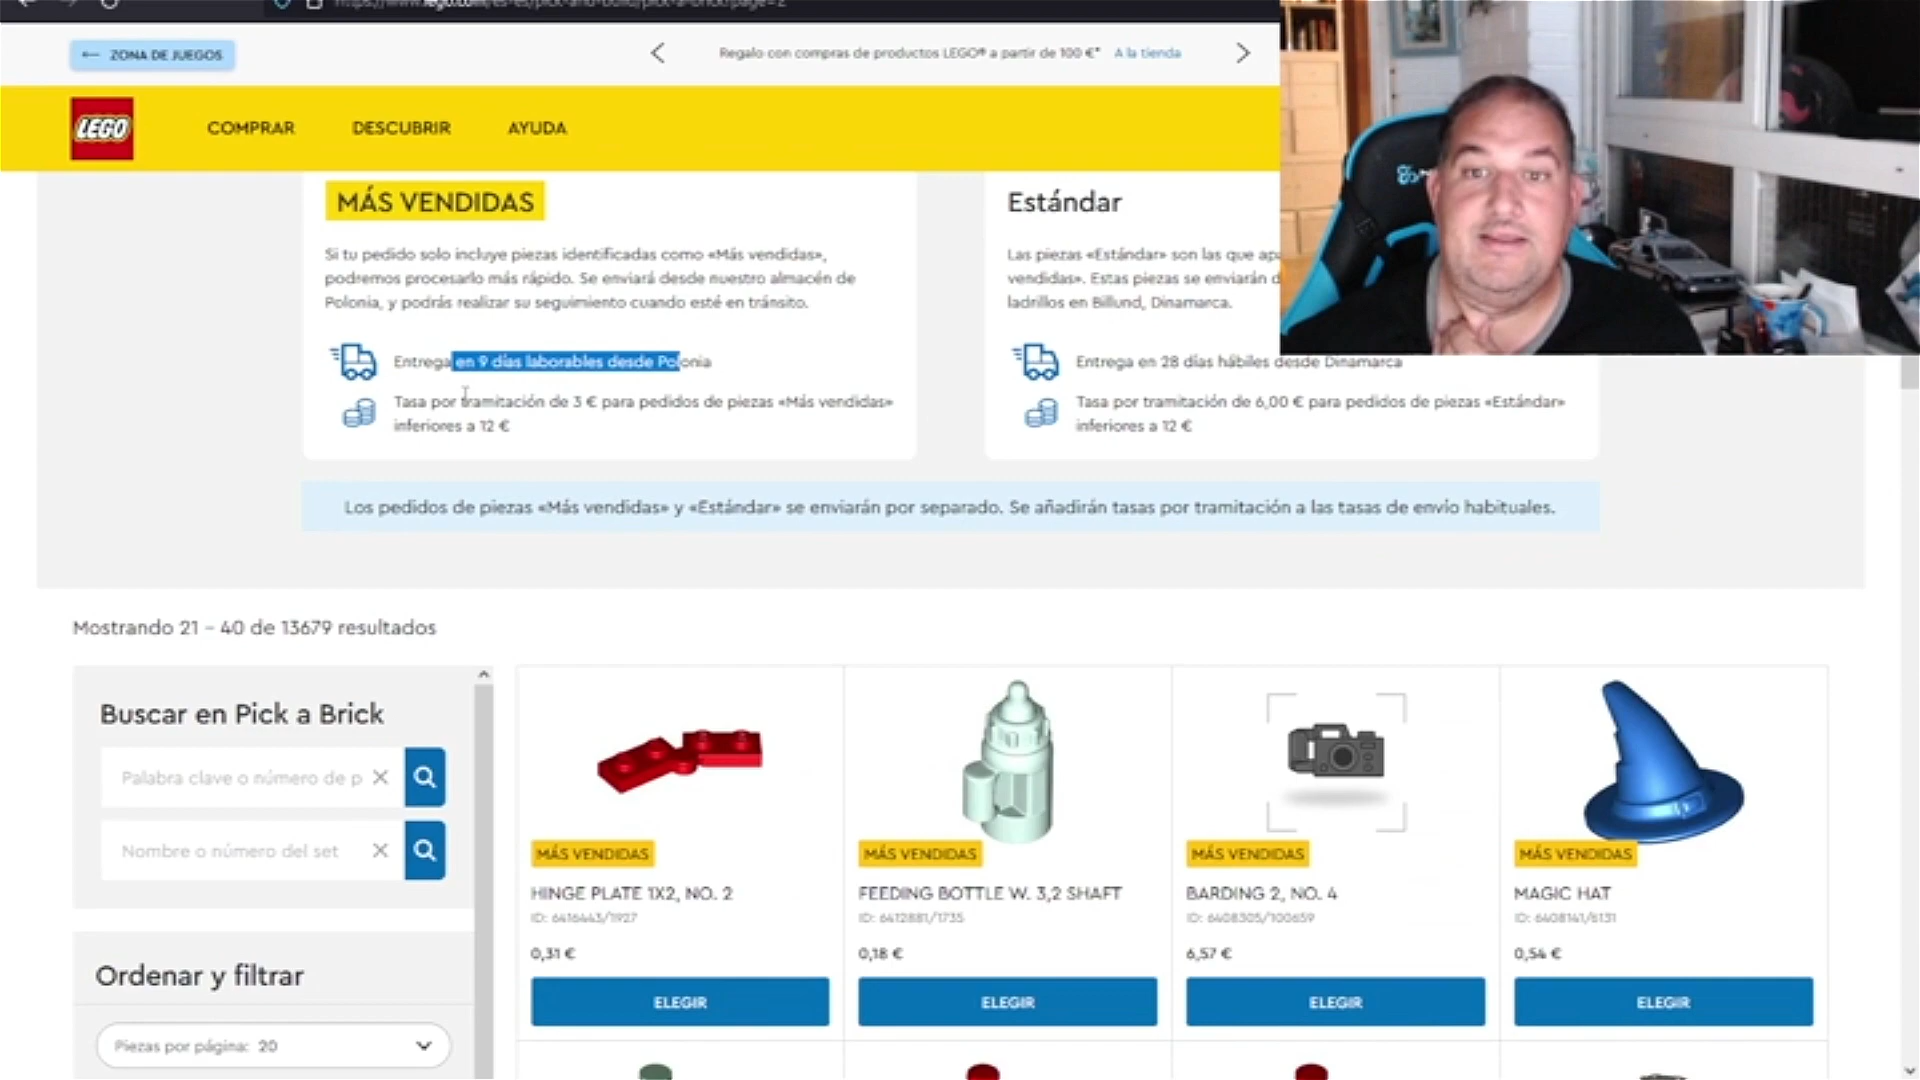 ZONA DE JUEGOS
Regalo con compras de productos LEGO® a partir de 100 €* A la tienda
LEGO
COMPRAR
DESCUBRIR
AYUDA
MÁS VENDIDAS
Si tu pedido solo incluye piezas identificadas como «Más vendidas»,
podremos procesarlo más rápido. Se enviará desde nuestro almacén de
Polonia, y podrás realizar su seguimiento cuando esté en tránsito.
Entrega en 9 días laborables desde Polonia
Tasa por tramitación de 3 € para pedidos de piezas «Más vendidas»
inferiores a 12 €
Estándar
Las piezas «Estándar» son las que
vendidas». Estas piezas se enviarán
ladrillos en Billund, Dinamarca.
Entrega en 28 días hábiles desde Dinamarca
Tasa por tramitación de 6,00 € para pedidos de piezas «Estándar»
inferiores a 12 €
Los pedidos de piezas «Más vendidas» y «Estándar» se enviarán por separado. Se añadirán tasas por tramitación a las tasas de envío habituales.
Mostrando 21 - 40 de 13679 resultados
Buscar en Pick a Brick
Palabra clave o número de p
Nombre o número del set
Ordenar y filtrar
Piezas por página: 20
MÁS VENDIDAS
HINGE PLATE 1X2, NO. 2
ID: 6416443/1927
0,31 €
ELEGIR
MÁS VENDIDAS
FEEDING BOTTLE W. 3,2 SHAFT
ID: 6412881/1735
0,18 €
ELEGIR
MÁS VENDIDAS
BARDING 2, NO. 4
ID: 6408305/100659
6,57 €
ELEGIR
MÁS VENDIDAS
MAGIC HAT
ID: 6408141/6131
0,54 €
ELEGIR